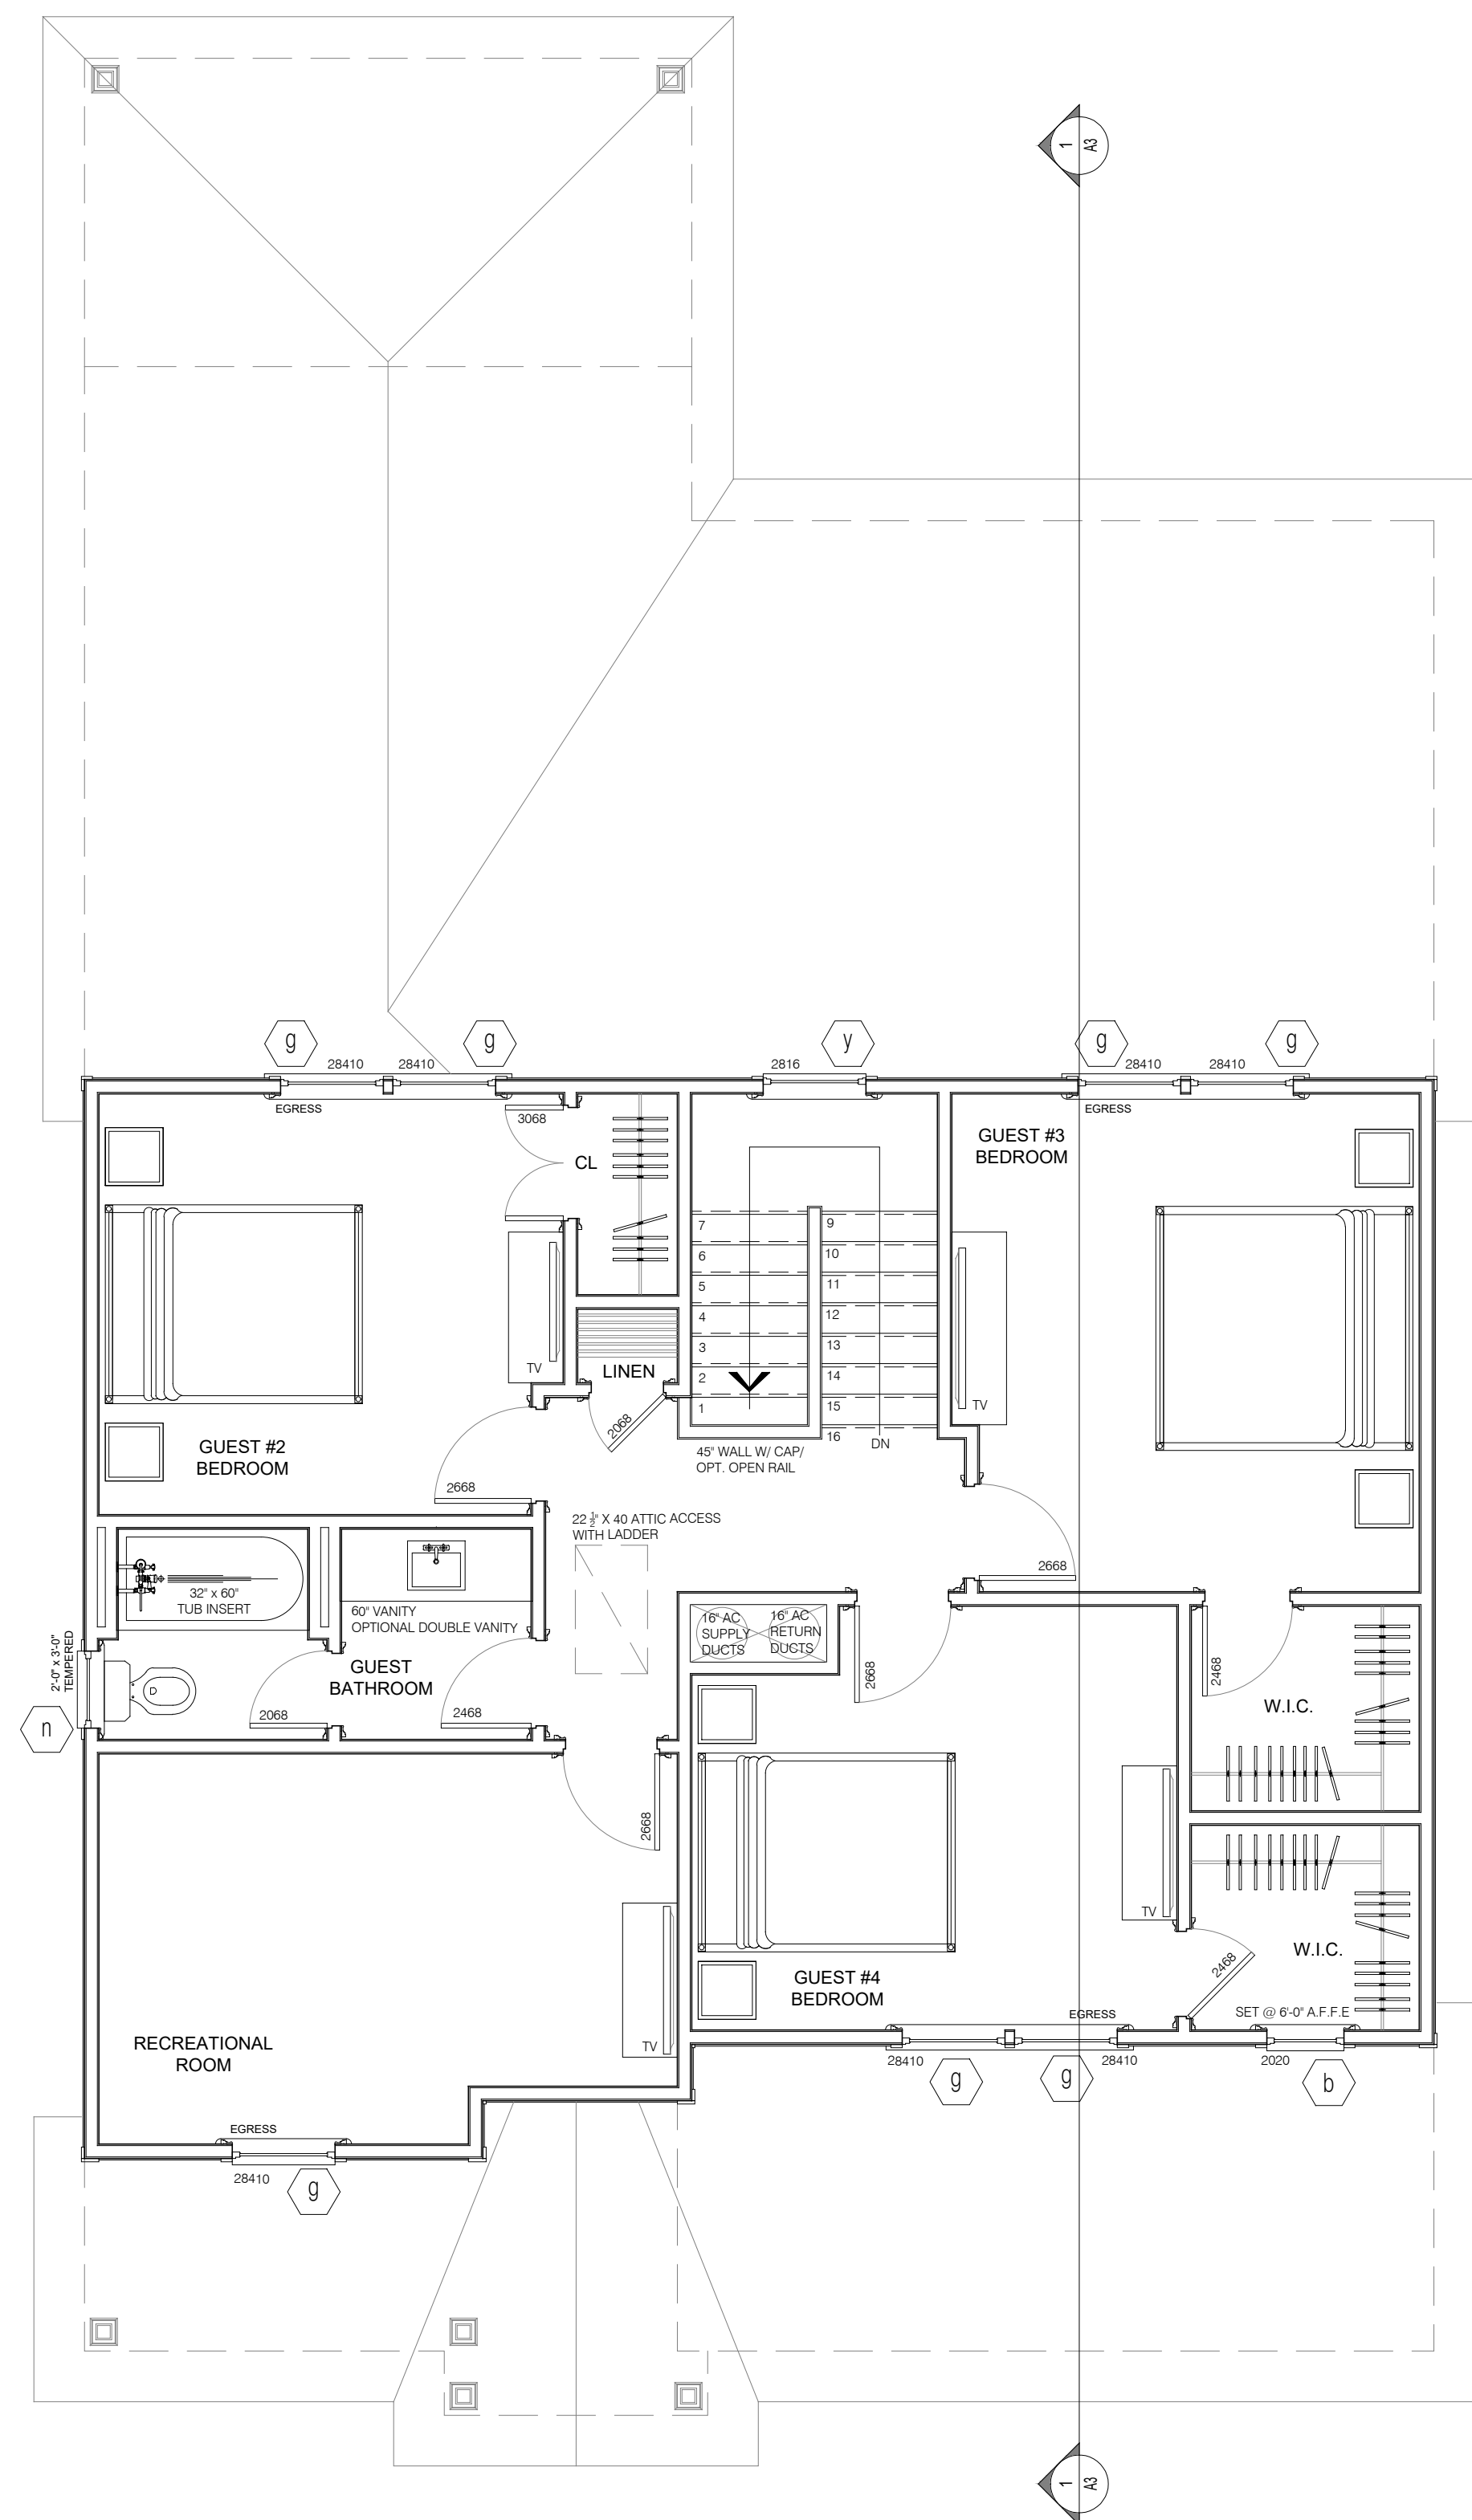 1
A3
g
g
y
g
g
28410
28410
2816
28410
28410
EGRESS
EGRESS
3068
CL
GUEST #3
BEDROOM
7
6
5
4
3
2
1
9
10
11
12
13
14
15
16
DN
TV
LINEN
TV
2068
45" WALL W/ CAP/
OPT. OPEN RAIL
GUEST #2
BEDROOM
2668
22 1/2" X 40 ATTIC ACCESS
WITH LADDER
2668
32" x 60"
TUB INSERT
60" VANITY
OPTIONAL DOUBLE VANITY
16" AC
SUPPLY
DUCTS
16" AC
RETURN
DUCTS
2'-0" x 3'-0"
TEMPERED
n
GUEST
BATHROOM
2068
2468
2668
2468
W.I.C.
2668
TV
W.I.C.
2468
GUEST #4
BEDROOM
EGRESS
SET @ 6'-0" A.F.F.E
RECREATIONAL
ROOM
TV
28410
g
g
28410
2020
b
EGRESS
28410
g
1
A3